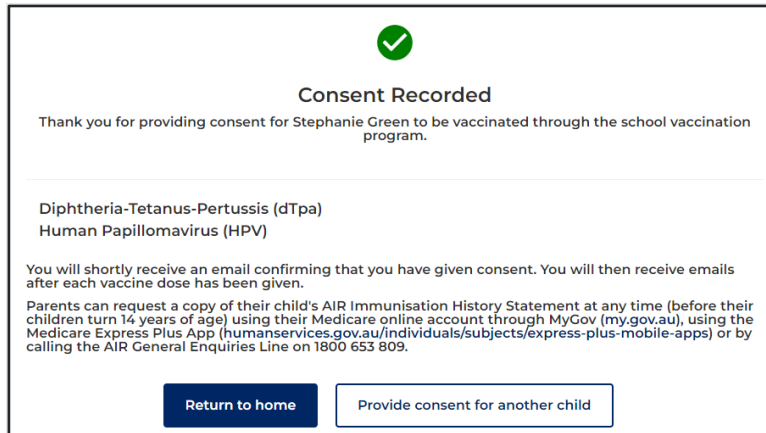 Consent Recorded
Thank you for providing consent for Stephanie Green to be vaccinated through the school vaccination
program.
Diphtheria-Tetanus-Pertussis (dTpa)
Human Papillomavirus (HPV)
You will shortly receive an email confirming that you have given consent. You will then receive emails
after each vaccine dose has been given.
Parents can request a copy of their child's AIR Immunisation History Statement at any time (before their
children turn 14 years of age) using their Medicare online account through MyGov (my.gov.au), using the
Medicare Express Plus App (humanservices.gov.au/individuals/subjects/express-plus-mobile-apps) or by
calling the AIR General Enquiries Line on 1800 653 809.
Return to home
Provide consent for another child